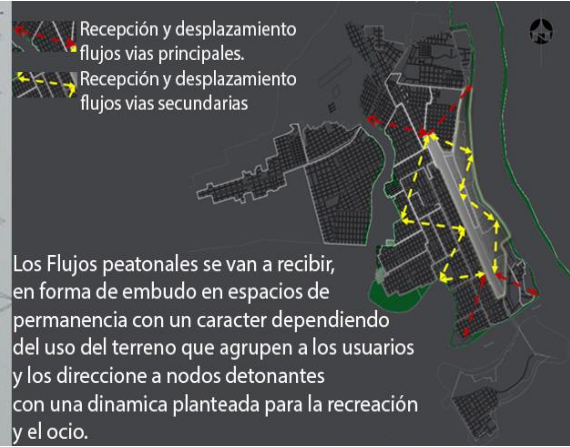 Recepción y desplazamiento
flujos vias principales.
Recepción y desplazamiento
flujos vias secundarias
Los Flujos peatonales se van a recibir,
en forma de embudo en espacios de
permanencia con un caracter dependiendo
del uso del terreno que agrupen a los usuarios
y los direccione a nodos detonantes
con una dinamica planteada para la recreación
y el ocio.